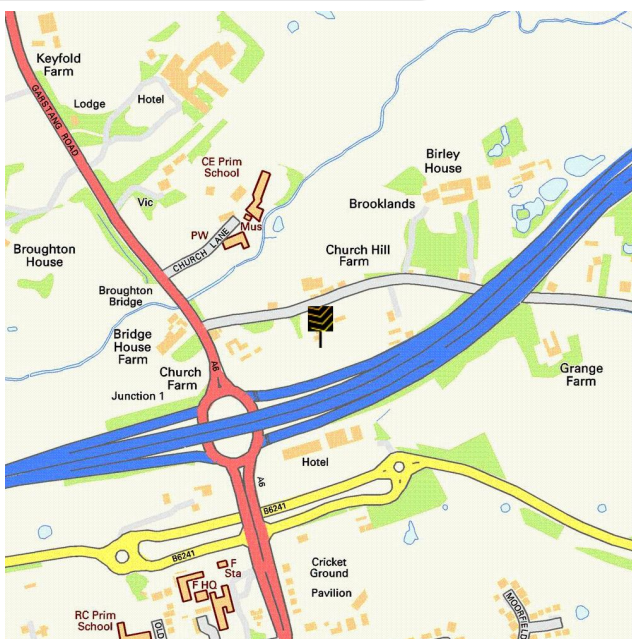 Keyfold
Farm
GARSTANG ROAD
Lodge
Hotel
CE Prim
School
Birley
House
Vic
Brooklands
Mus
PW
CHURCH LANE
Church Hill
Farm
Broughton
House
Broughton
Bridge
Bridge
House
Farm
A6
Church
Farm
Junction 1
Grange
Farm
Hotel
A6
B6241
B6241
F
Sta
F HQ
Cricket
Ground
Pavilion
RC Prim
School
OLD
MOORFIELD